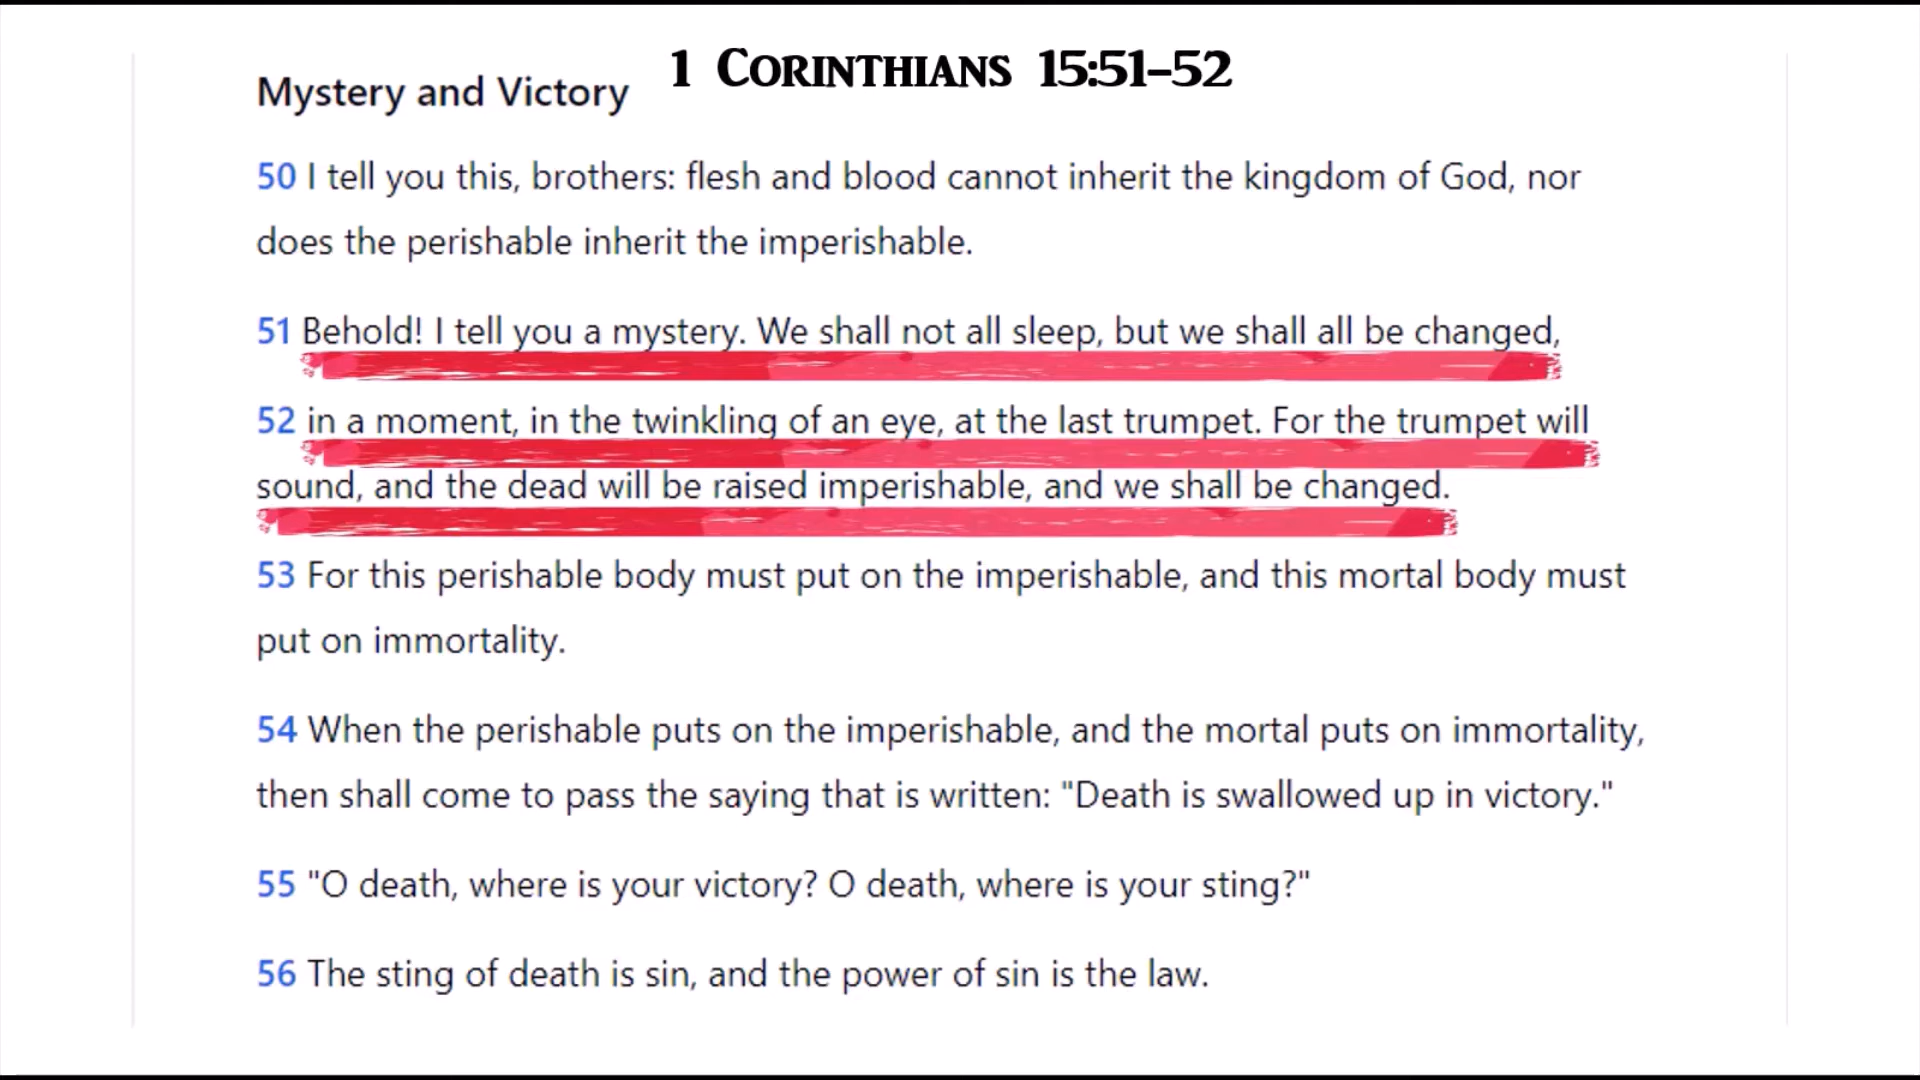 1 CORINTHIANS 15:51-52
Mystery and Victory
50 I tell you this, brothers: flesh and blood cannot inherit the kingdom of God, nor
does the perishable inherit the imperishable.
51 Behold! I tell you a mystery. We shall not all sleep, but we shall all be changed,
52 in a moment, in the twinkling of an eye, at the last trumpet. For the trumpet will
sound, and the dead will be raised imperishable, and we shall be changed.
53 For this perishable body must put on the imperishable, and this mortal body must
put on immortality.
54 When the perishable puts on the imperishable, and the mortal puts on immortality,
then shall come to pass the saying that is written: "Death is swallowed up in victory."
55 "O death, where is your victory? O death, where is your sting?"
56 The sting of death is sin, and the power of sin is the law.